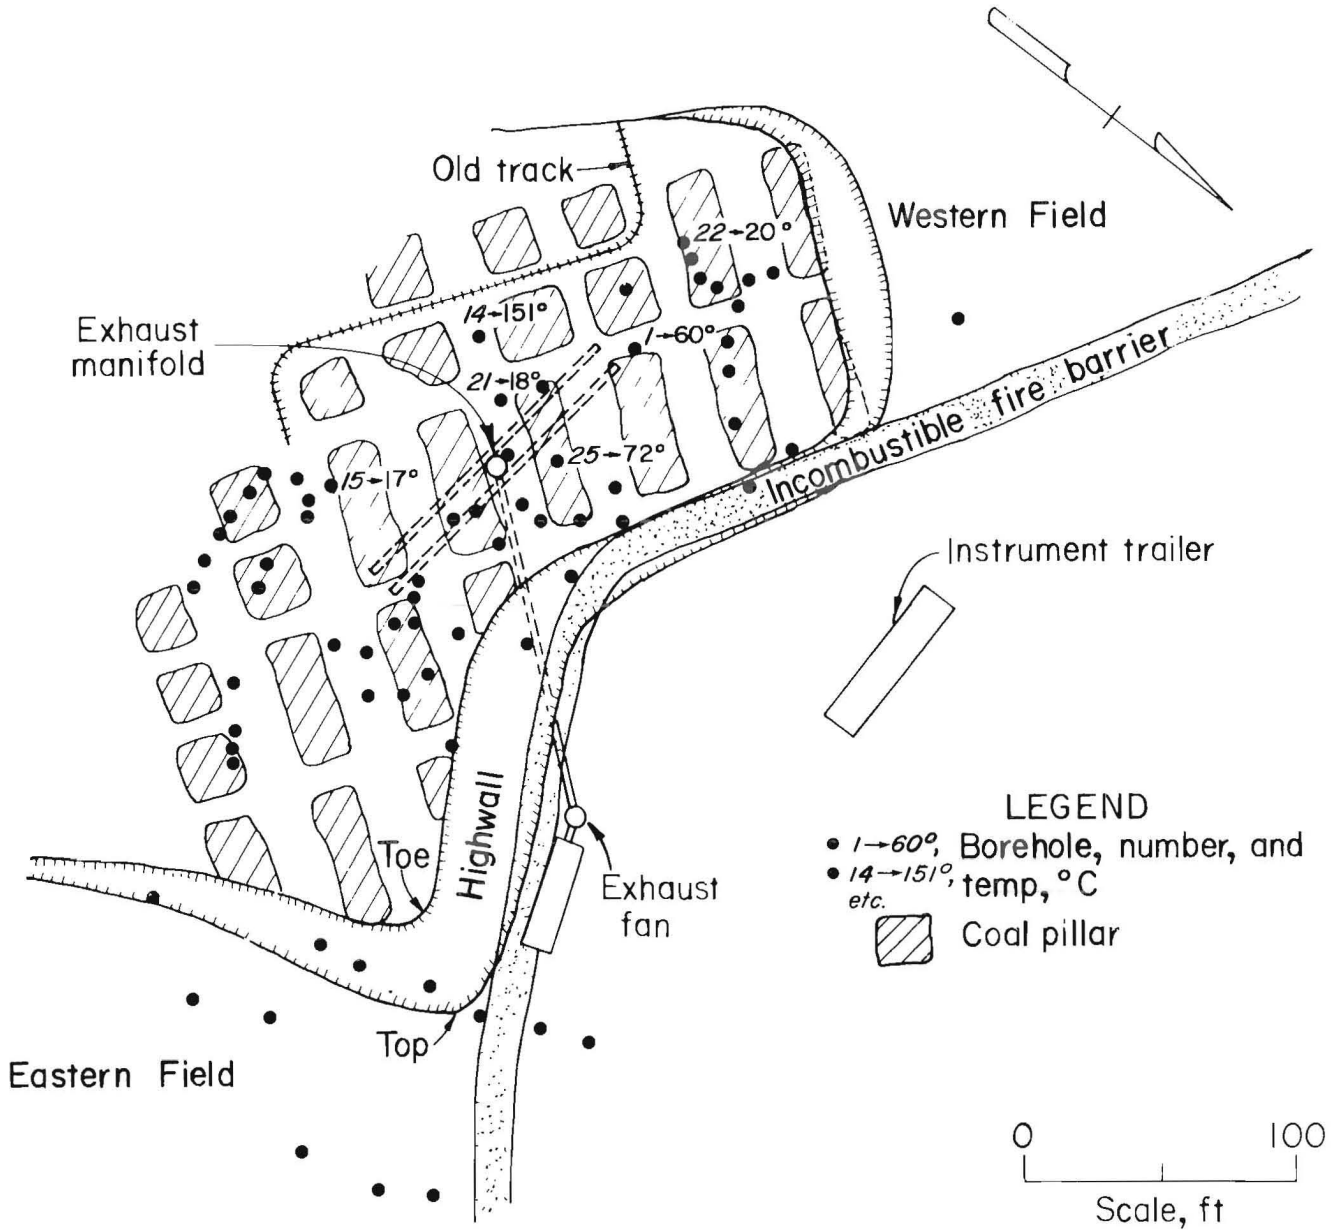 Old track
Western Field
22→20°
14→151°
Exhaust
manifold
1→60°
21→18°
Incombustible fire barrier
25→72°
15→17°
Instrument trailer
Highwall
LEGEND
1→60°, Borehole, number, and
14→151°, temp, °C
etc.
Coal pillar
Toe
Exhaust
fan
Top
Eastern Field
0 100
Scale, ft